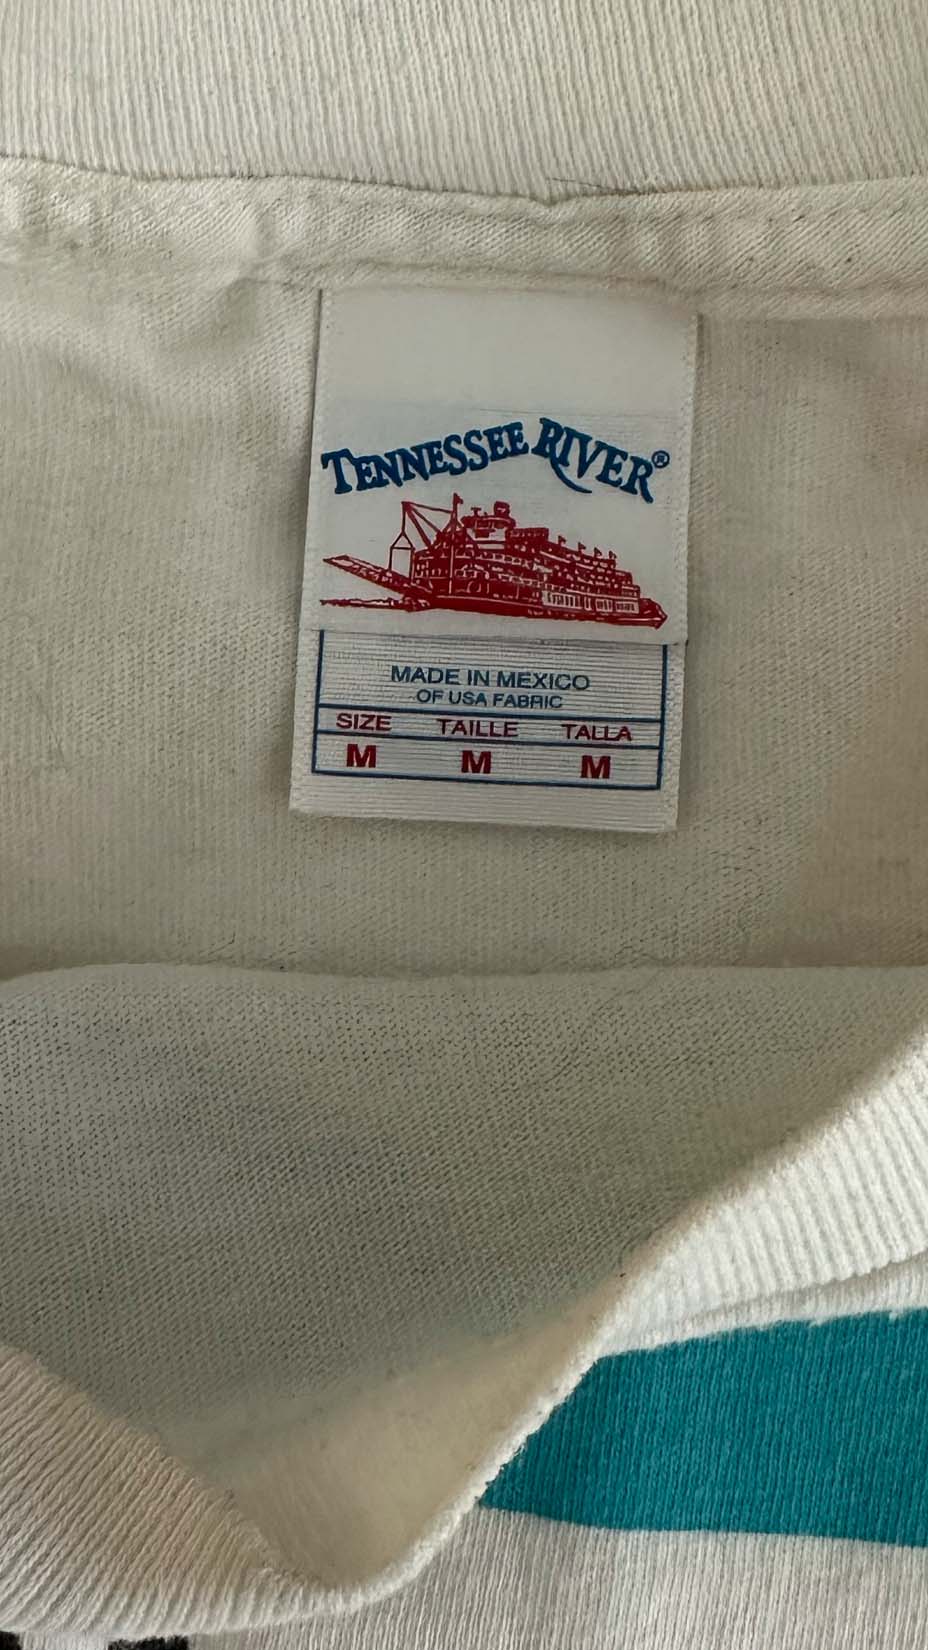 TENNESSEE RIVER®
MADE IN MEXICO
OF USA FABRIC
SIZE TAILLE TALLA
M M M